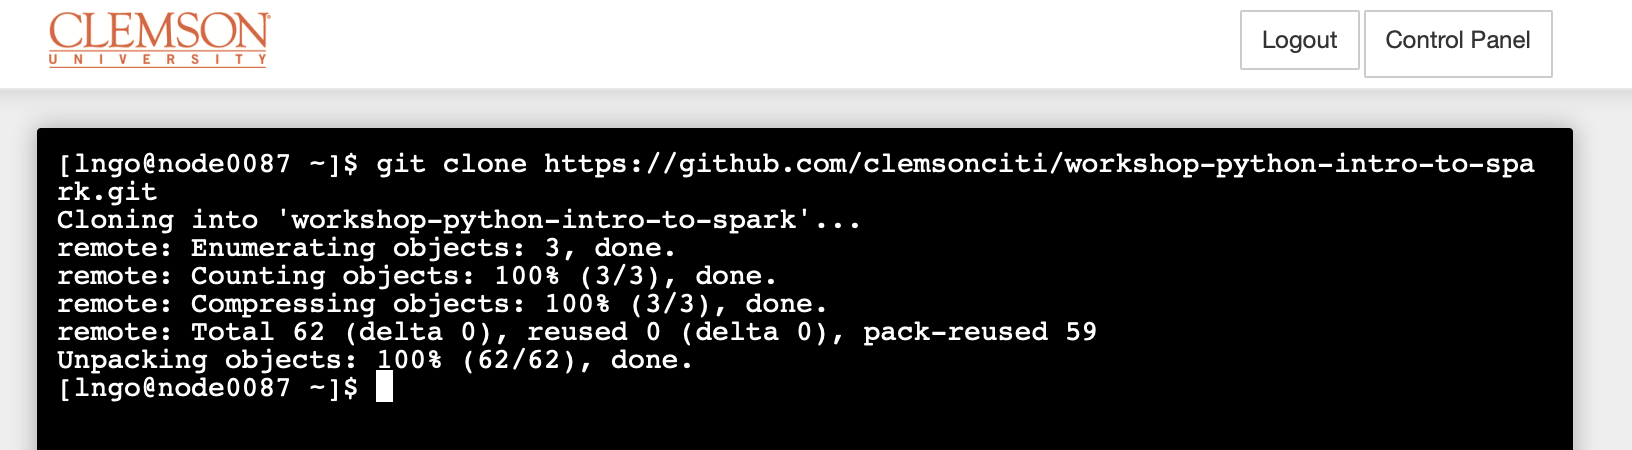 CLEMSON
UNIVERSITY
Logout
Control Panel
[lngo@node0087 ~]$ git clone https://github.com/clemsonciti/workshop-python-intro-to-spa
rk.git
Cloning into 'workshop-python-intro-to-spark'...
remote: Enumerating objects: 3, done.
remote: Counting objects: 100% (3/3), done.
remote: Compressing objects: 100% (3/3), done.
remote: Total 62 (delta 0), reused 0 (delta 0), pack-reused 59
Unpacking objects: 100% (62/62), done.
[lngo@node0087 ~]$